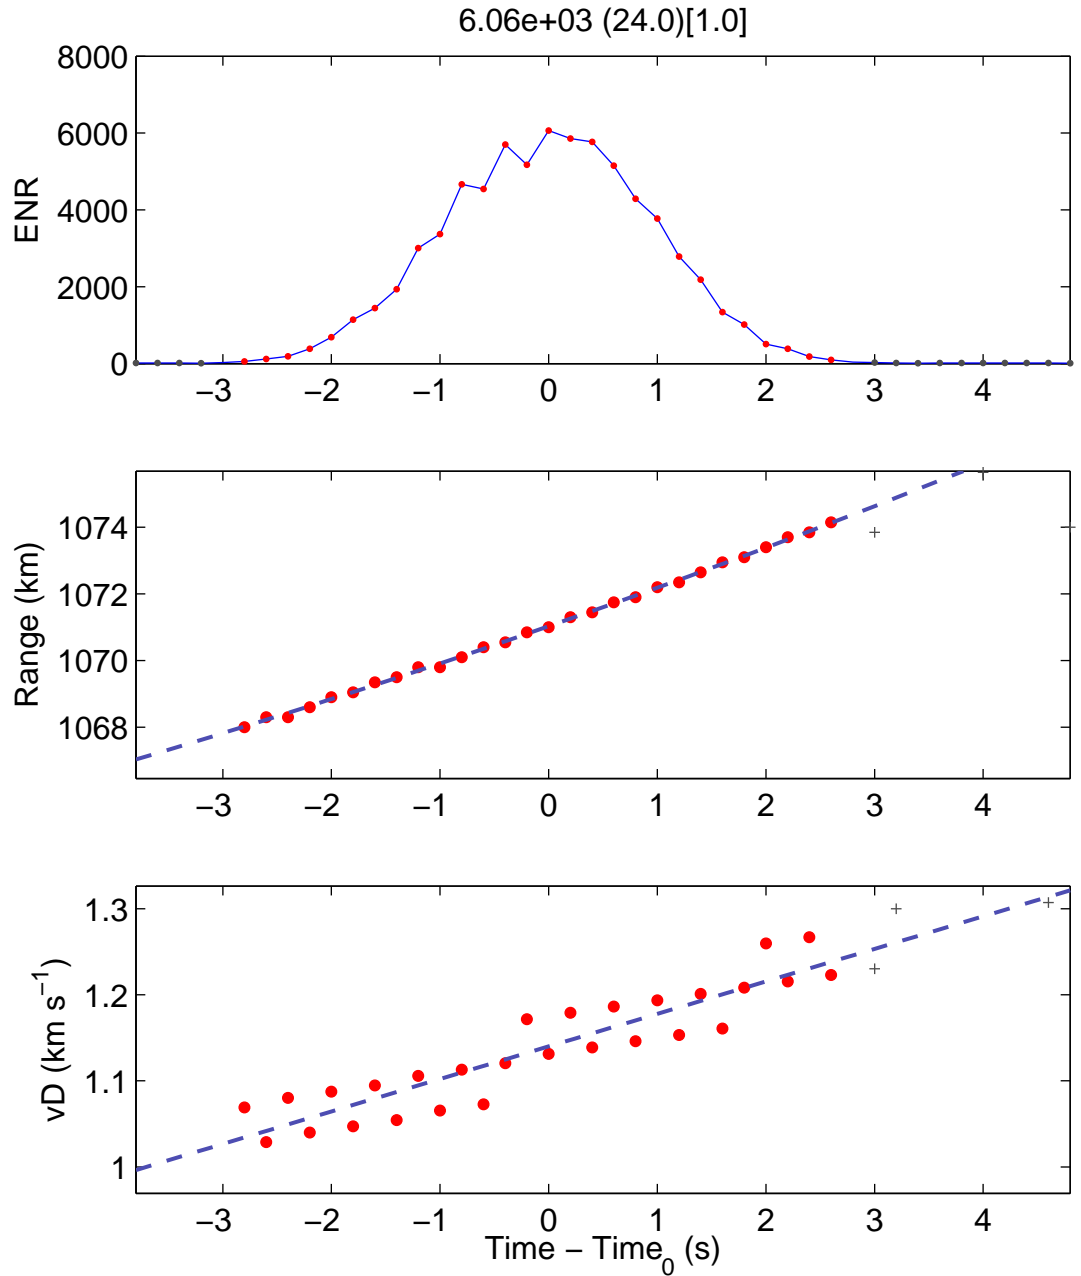 6.06e+03 (24.0)[1.0]
8000
6000
4000
2000
0
ENR
−3 −2 −1 0 1 2 3 4
1074
1072
1070
1068
Range (km)
−3 −2 −1 0 1 2 3 4
1.3
1.2
1.1
1
vD (km s−1)
−3 −2 −1 0 1 2 3 4
Time − Time0 (s)